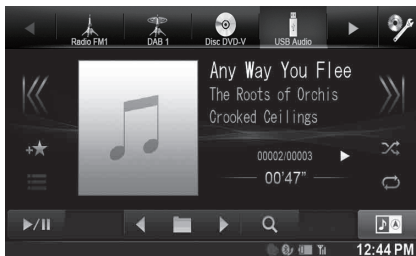 Radio FM1 DAB 1 Disc DVD-V USB Audio
Any Way You Flee
The Roots of Orchis
Crooked Ceilings
00002/00003
00'47"
12:44 PM